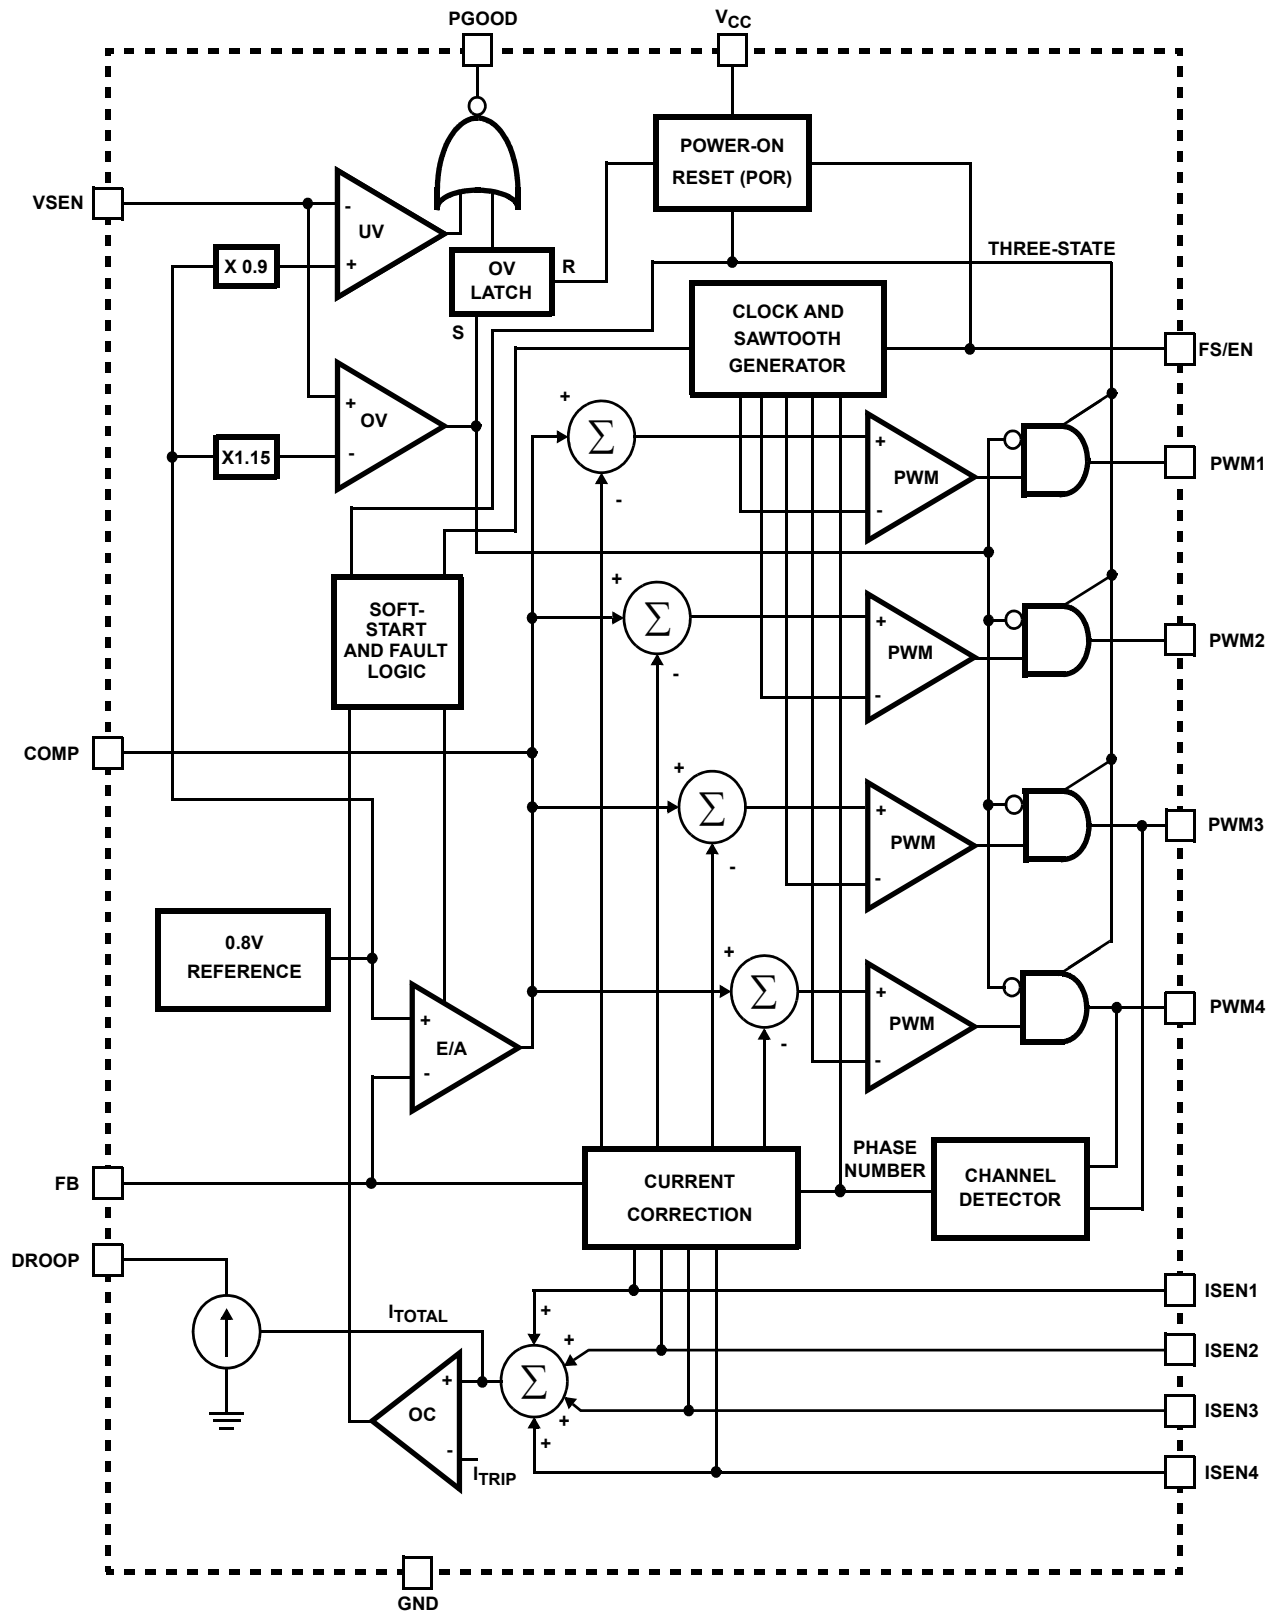 PGOOD
VCC
POWER-ON
RESET (POR)
VSEN
-
UV
+
X 0.9
OV
LATCH
R
S
THREE-STATE
CLOCK AND
SAWTOOTH
GENERATOR
FS/EN
+
OV
-
X1.15
+
Σ
-
+
PWM
-
PWM1
SOFT-
START
AND FAULT
LOGIC
+
Σ
-
+
PWM
-
PWM2
COMP
+
Σ
-
+
PWM
-
PWM3
0.8V
REFERENCE
+
Σ
-
+
PWM
-
PWM4
+
E/A
-
FB
CURRENT
CORRECTION
PHASE
NUMBER
CHANNEL
DETECTOR
DROOP
ITOTAL
+
+
Σ
+
+
ISEN1
ISEN2
ISEN3
ISEN4
+
OC
-
ITRIP
GND